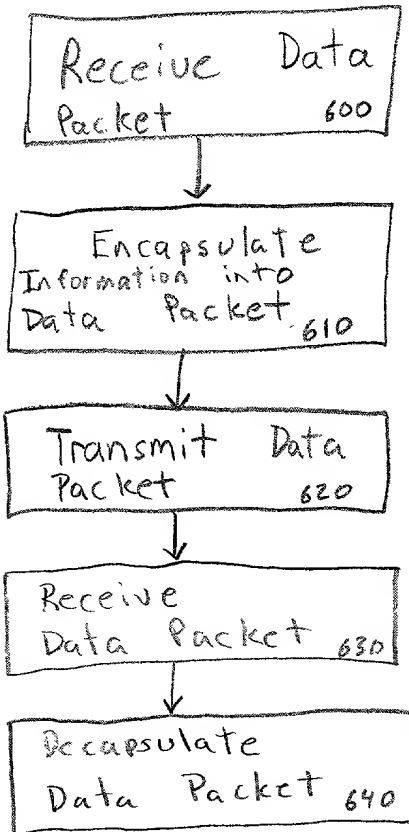 Receive Data
Packet 600
Encapsulate
Information into
Data Packet
610
Transmit Data
Packet 620
Receive
Data Packet 630
Decapsulate
Data Packet 640